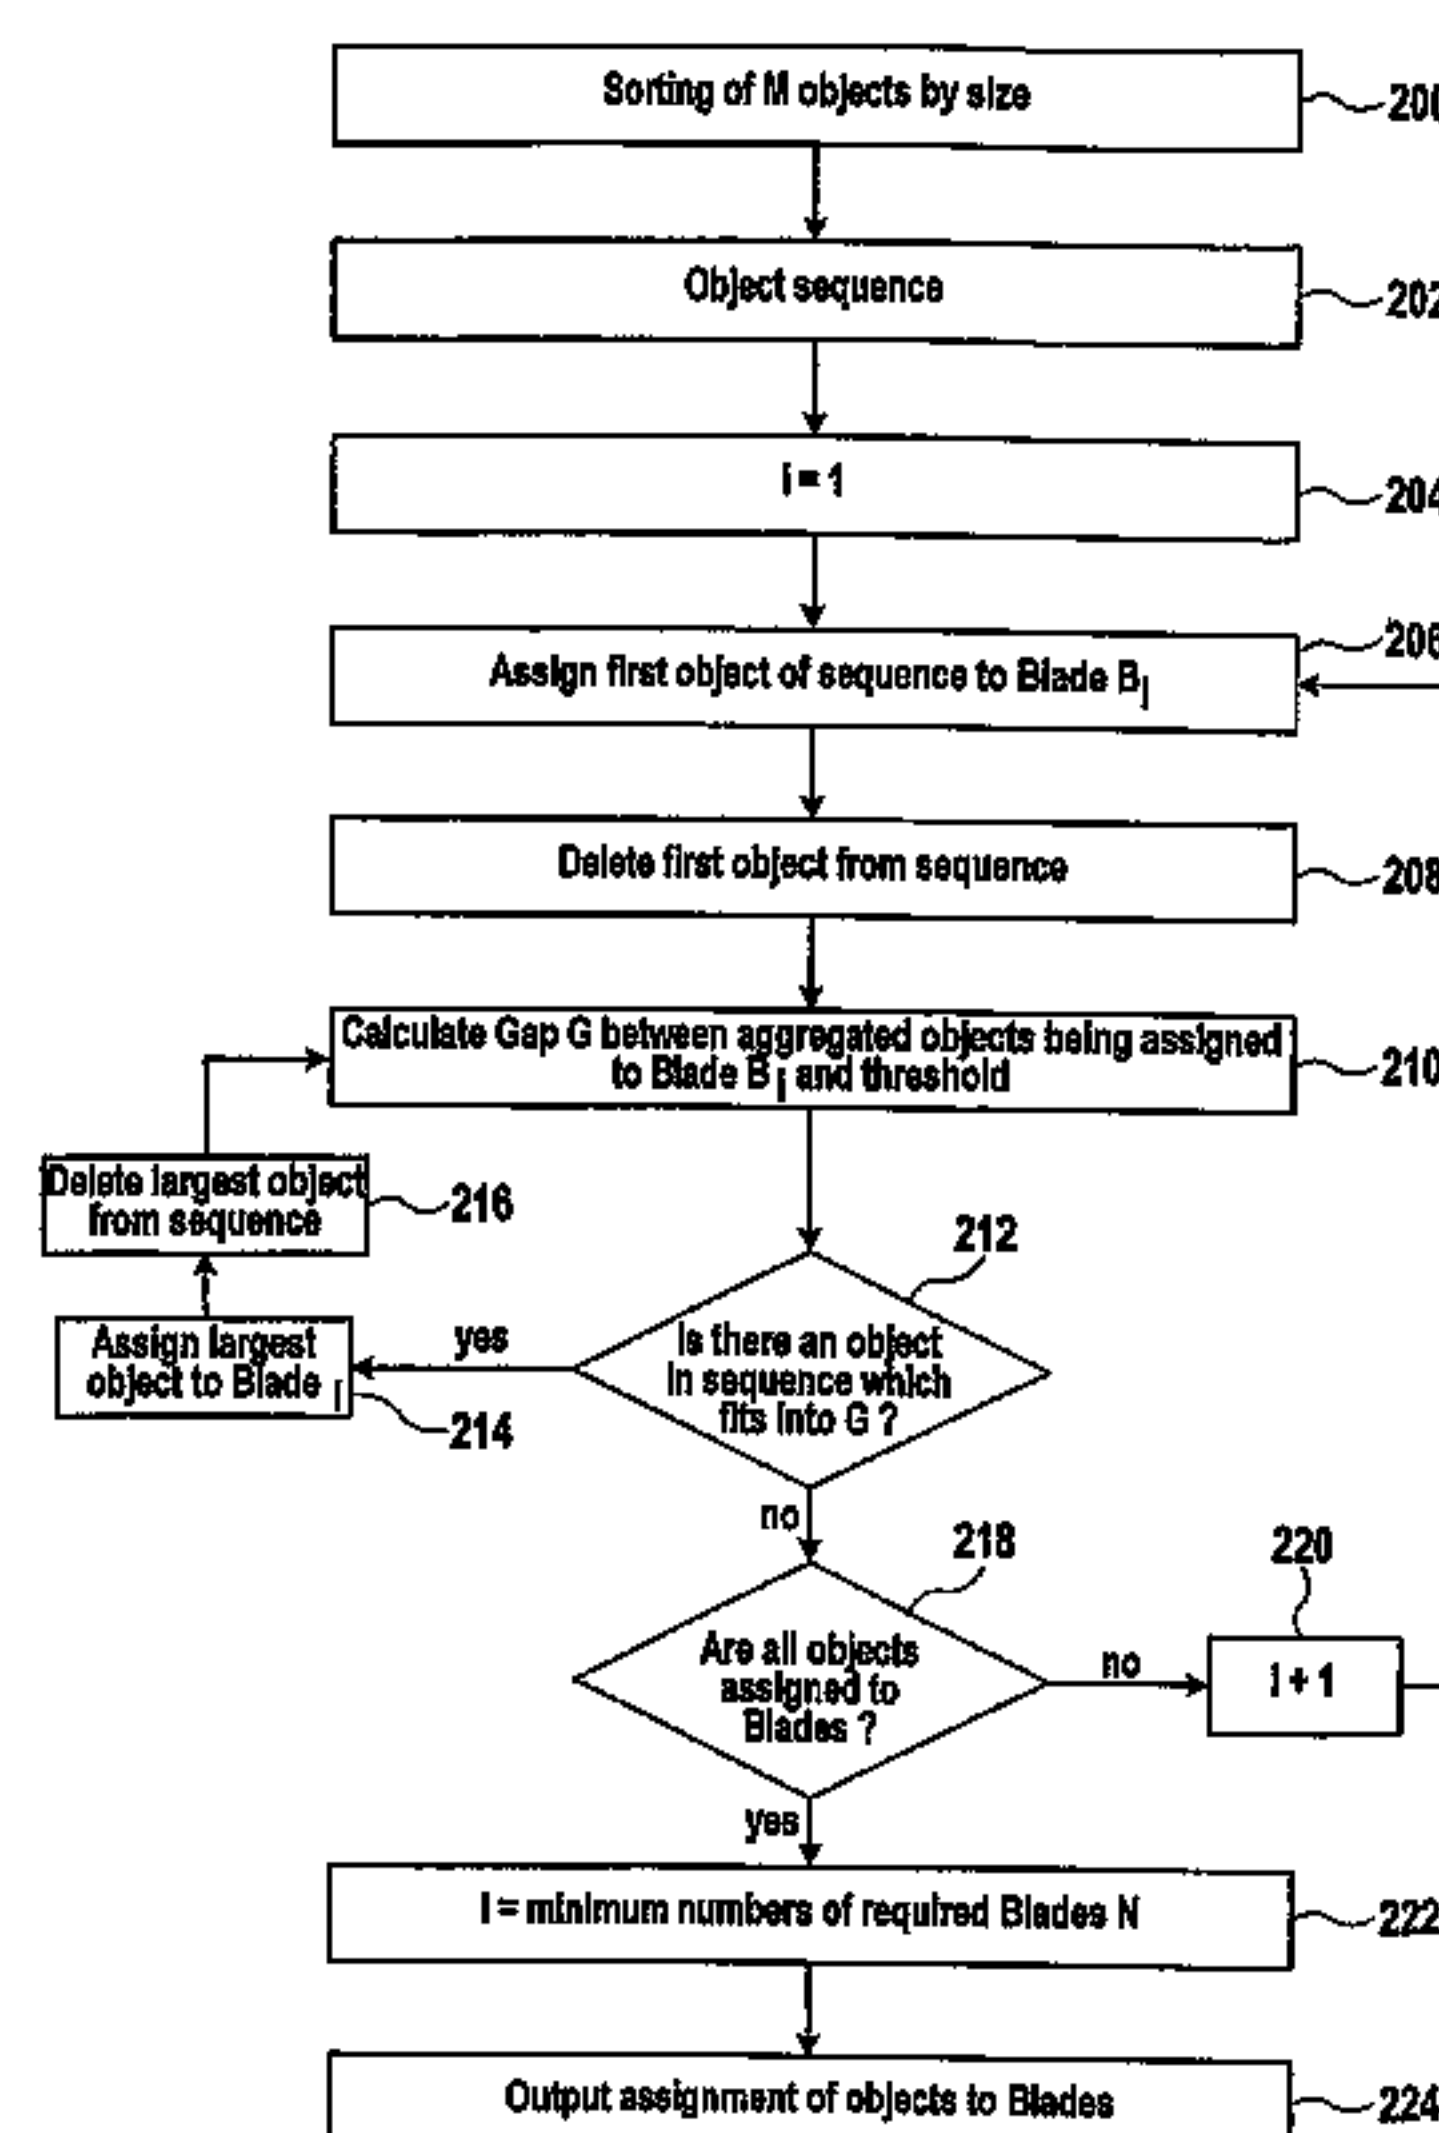 Sorting of M objects by size
200
Object sequence
202
i = 1
204
Assign first object of sequence to Blade Bi
206
Delete first object from sequence
208
Calculate Gap G between aggregated objects being assigned
to Blade Bi and threshold
210
Delete largest object
from sequence
216
212
Is there an object
in sequence which
fits into G ?
yes
Assign largest
object to Blade i
214
no
218
Are all objects
assigned to
Blades ?
no
220
i + 1
yes
i = minimum numbers of required Blades N
222
Output assignment of objects to Blades
224